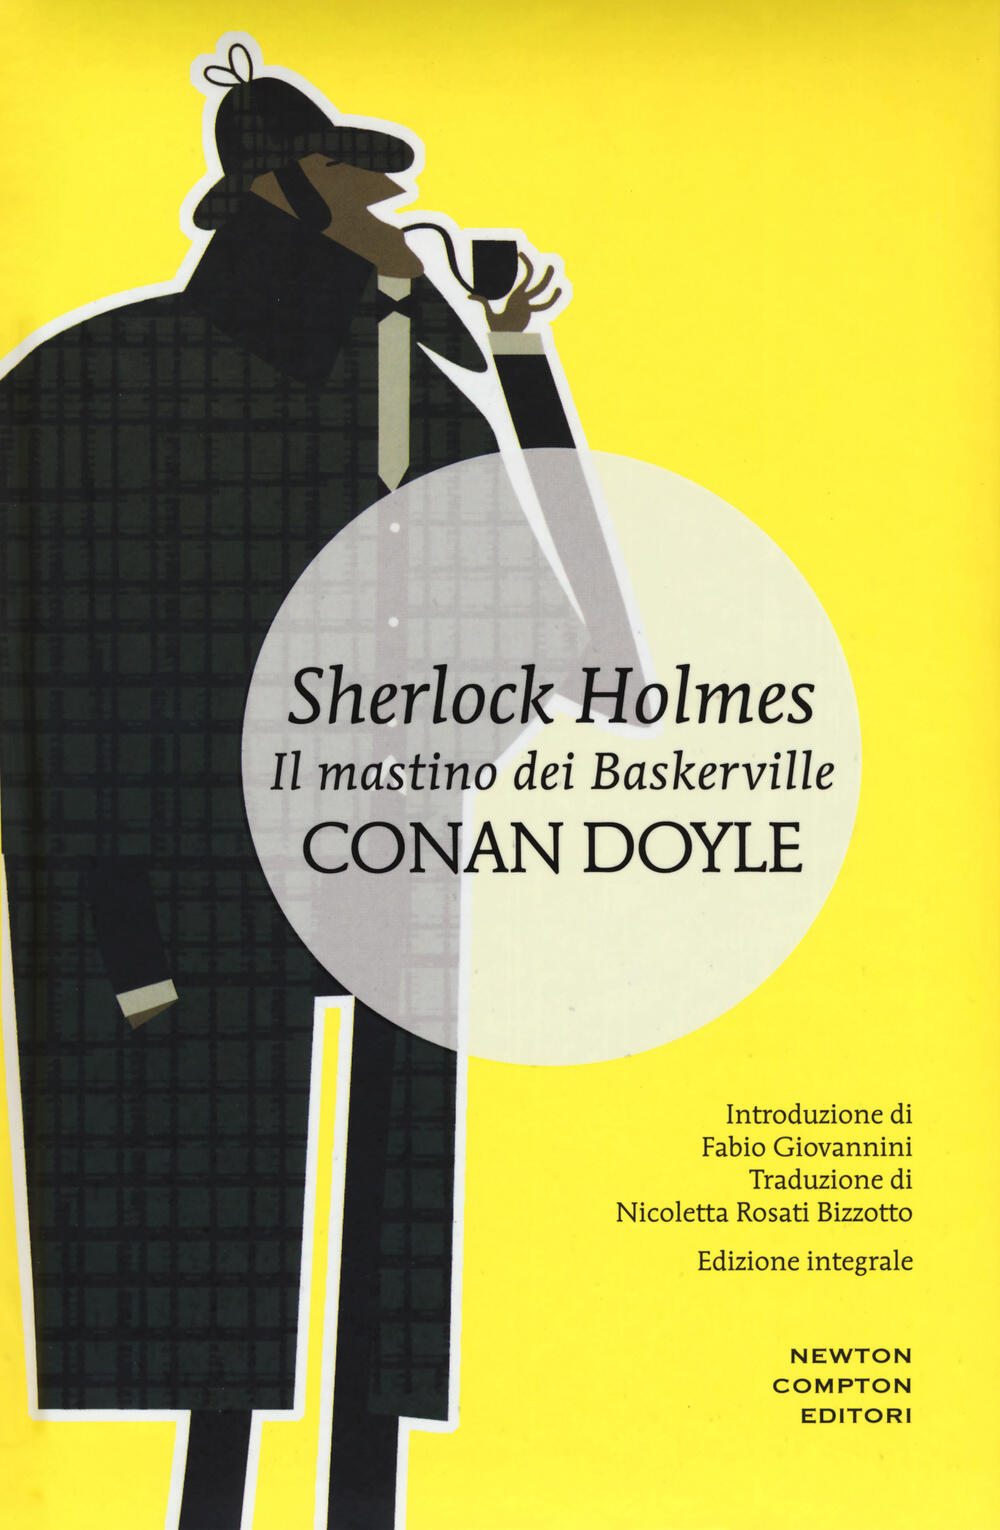 Sherlock Holmes
Il mastino dei Baskerville
CONAN DOYLE
Introduzione di
Fabio Giovannini
Traduzione di
Nicoletta Rosati Bizzotto
Edizione integrale
NEWTON
COMPTON
EDITORI